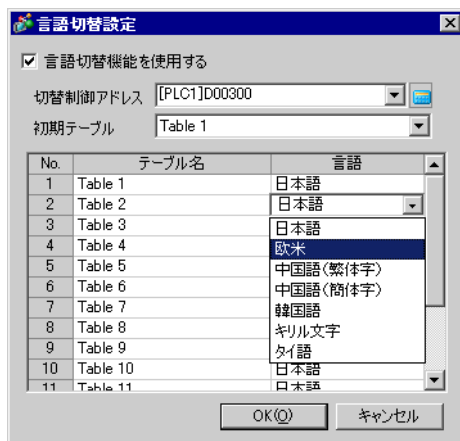 言語切替設定
言語切替機能を使用する
切替制御アドレス [PLC1]D00300
初期テーブル Table 1
No. テーブル名 言語
1 Table 1 日本語
2 Table 2 日本語
3 Table 3 日本語
4 Table 4 欧米
5 Table 5 中国語(繁体字)
6 Table 6 中国語(簡体字)
7 Table 7 韓国語
8 Table 8 キリル文字
9 Table 9 タイ語
10 Table 10 日本語
11 Table 11 日本語
OK(O) キャンセル